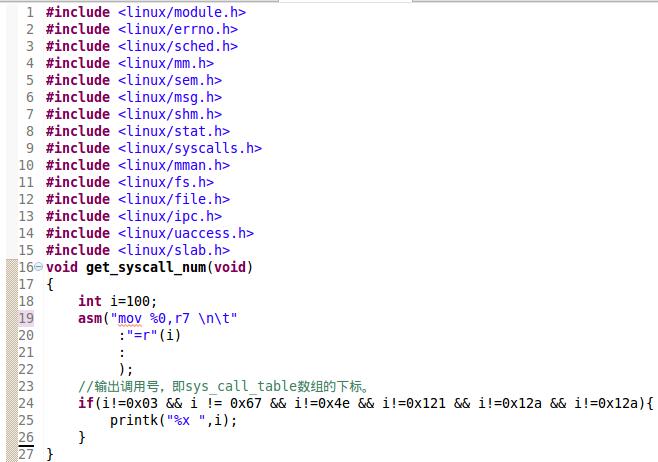 1 #include <linux/module.h>
2 #include <linux/errno.h>
3 #include <linux/sched.h>
4 #include <linux/mm.h>
5 #include <linux/sem.h>
6 #include <linux/msg.h>
7 #include <linux/shm.h>
8 #include <linux/stat.h>
9 #include <linux/syscalls.h>
10 #include <linux/mman.h>
11 #include <linux/fs.h>
12 #include <linux/file.h>
13 #include <linux/ipc.h>
14 #include <linux/uaccess.h>
15 #include <linux/slab.h>
16 void get_syscall_num(void)
17 {
18     int i=100;
19     asm("mov %0,r7 \n\t"
20          :"=r"(i)
21          :
22          );
23     //输出调用号，即sys_call_table数组的下标。
24     if(i!=0x03 && i != 0x67 && i!=0x4e && i!=0x121 && i!=0x12a && i!=0x12a){
25         printk("%x ",i);
26     }
27 }